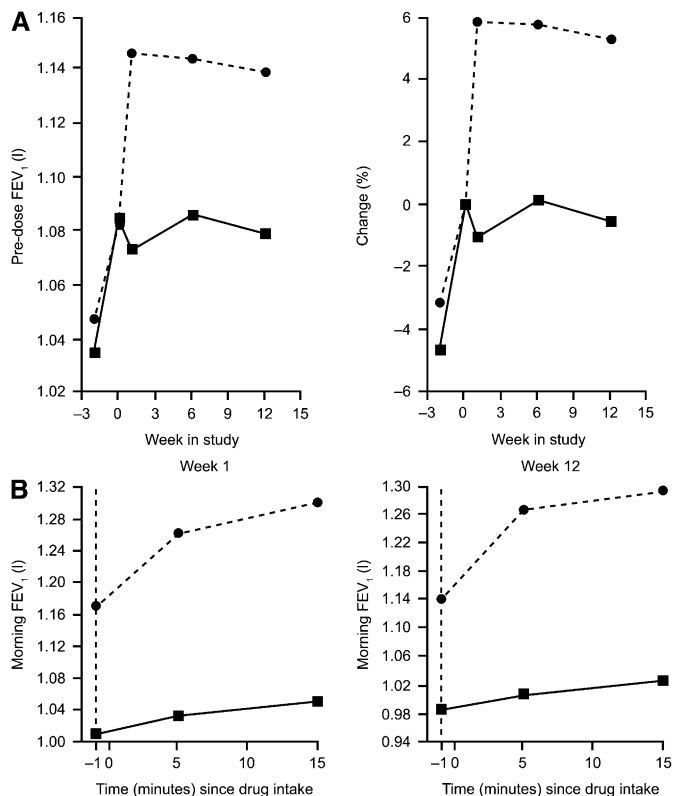 A
1.16
1.14
1.12
1.10
1.08
1.06
1.04
1.02
Pre-dose FEV1 (l)
–3 0 3 6 9 12 15
Week in study
6
4
2
0
–2
–4
–6
Change (%)
–3 0 3 6 9 12 15
Week in study
B
Week 1
1.32
1.28
1.24
1.20
1.16
1.12
1.08
1.04
1.00
Morning FEV1 (l)
–1 0 5 10 15
Time (minutes) since drug intake
Week 12
1.30
1.26
1.22
1.18
1.14
1.10
1.06
1.02
0.98
0.94
Morning FEV1 (l)
–1 0 5 10 15
Time (minutes) since drug intake